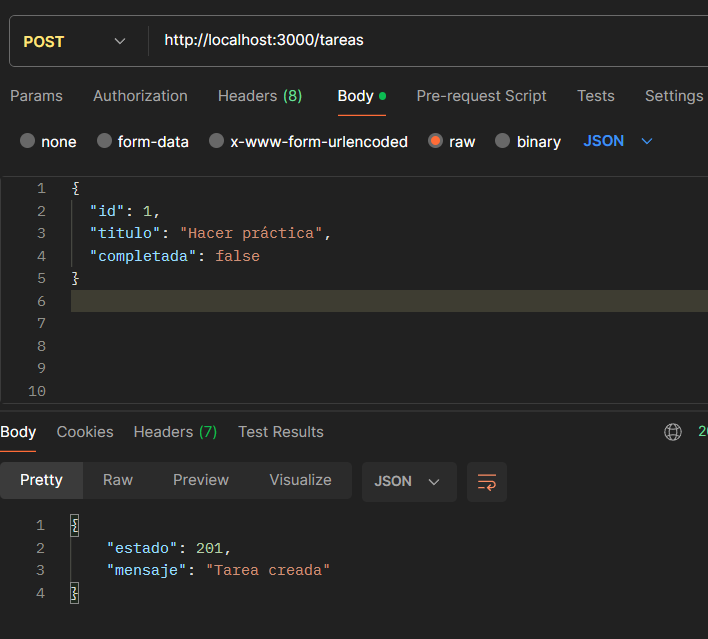 POST http://localhost:3000/tareas
Params Authorization Headers (8) Body Pre-request Script Tests Settings
none form-data x-www-form-urlencoded raw binary JSON
1 {
2 "id": 1,
3 "titulo": "Hacer práctica",
4 "completada": false
5 }
6
7
8
9
10
Body Cookies Headers (7) Test Results
Pretty Raw Preview Visualize JSON
1 {
2 "estado": 201,
3 "mensaje": "Tarea creada"
4 }